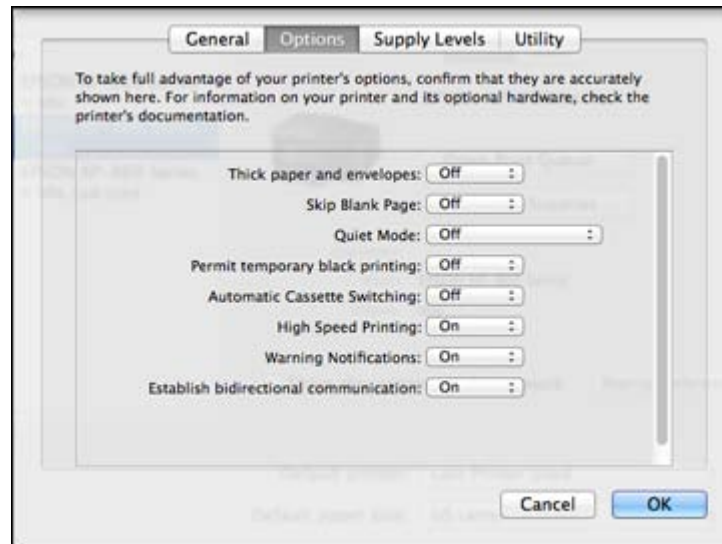 General Options Supply Levels Utility
To take full advantage of your printer's options, confirm that they are accurately
shown here. For information on your printer and its optional hardware, check the
printer's documentation.
Thick paper and envelopes: Off
Skip Blank Page: Off
Quiet Mode: Off
Permit temporary black printing: Off
Automatic Cassette Switching: Off
High Speed Printing: On
Warning Notifications: On
Establish bidirectional communication: On
Cancel OK